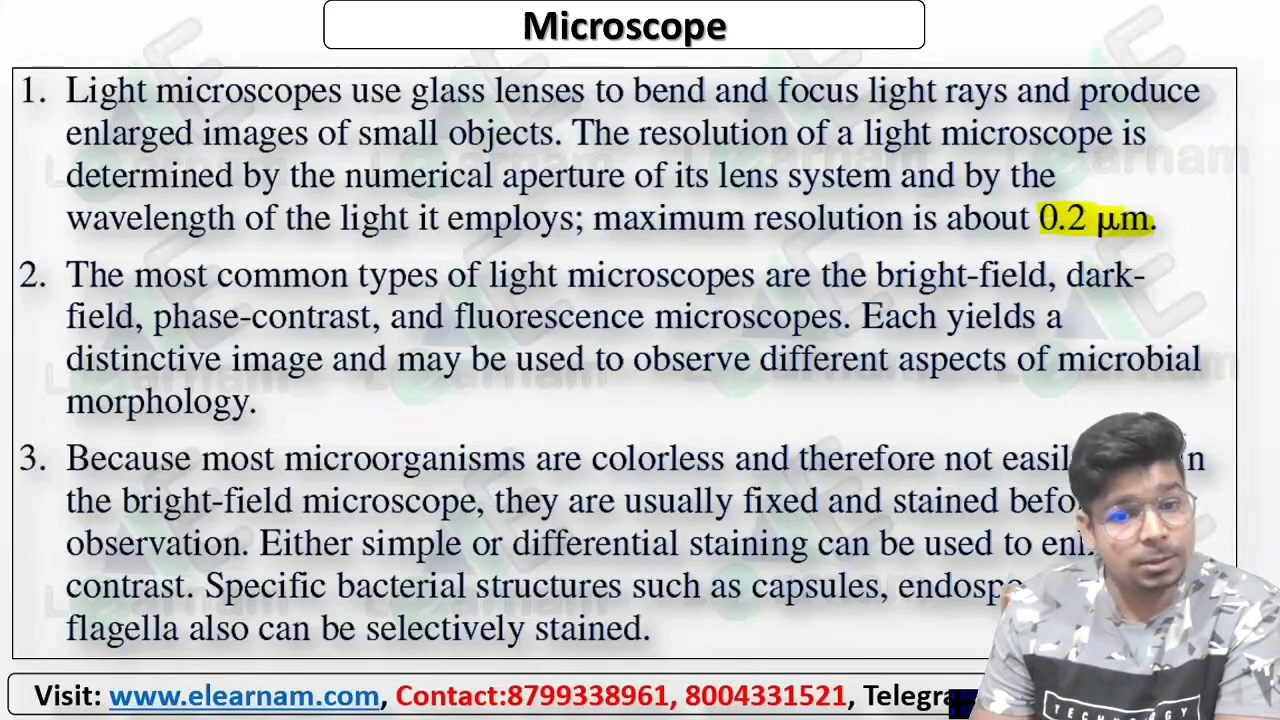 Microscope
1. Light microscopes use glass lenses to bend and focus light rays and produce
enlarged images of small objects. The resolution of a light microscope is
determined by the numerical aperture of its lens system and by the
wavelength of the light it employs; maximum resolution is about 0.2 μm.
2. The most common types of light microscopes are the bright-field, dark-
field, phase-contrast, and fluorescence microscopes. Each yields a
distinctive image and may be used to observe different aspects of microbial
morphology.
3. Because most microorganisms are colorless and therefore not
the bright-field microscope, they are usually fixed and stained
observation. Either simple or differential staining can be used to
contrast. Specific bacterial structures such as capsules,
flagella also can be selectively stained.
Visit: www.elearnam.com, Contact:8799338961, 8004331521,
TECHNOLOGY